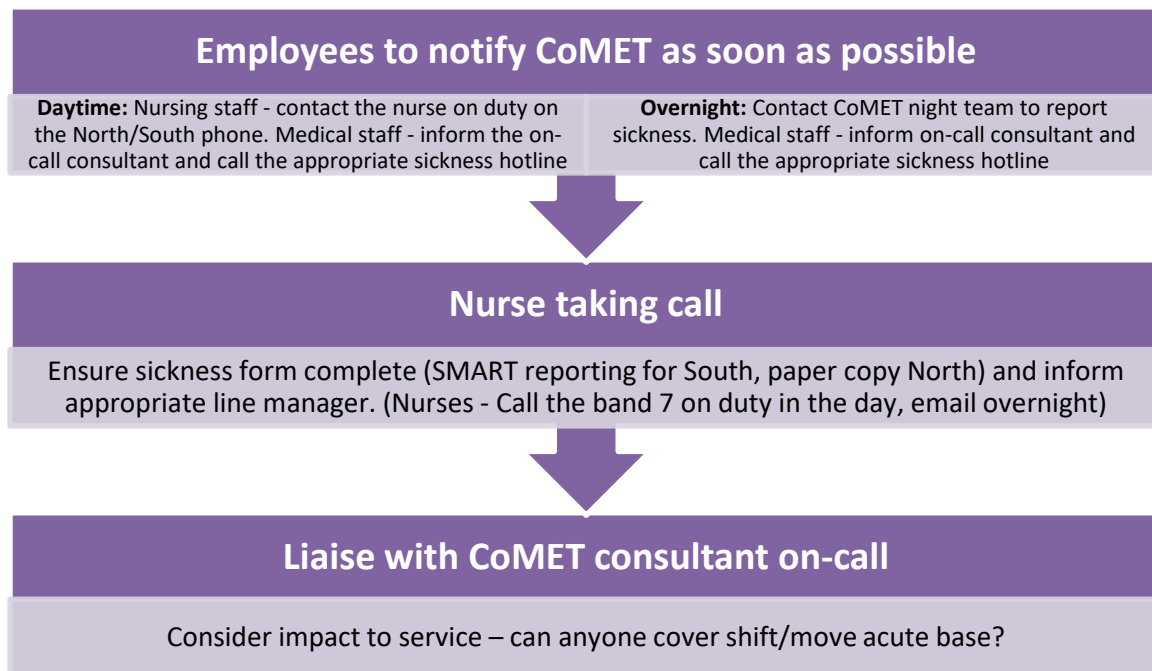 Employees to notify CoMET as soon as possible
Daytime: Nursing staff - contact the nurse on duty on
the North/South phone. Medical staff - inform the on-
call consultant and call the appropriate sickness hotline
Overnight: Contact CoMET night team to report
sickness. Medical staff - inform on-call consultant and
call the appropriate sickness hotline
Nurse taking call
Ensure sickness form complete (SMART reporting for South, paper copy North) and inform
appropriate line manager. (Nurses - Call the band 7 on duty in the day, email overnight)
Liaise with CoMET consultant on-call
Consider impact to service – can anyone cover shift/move acute base?